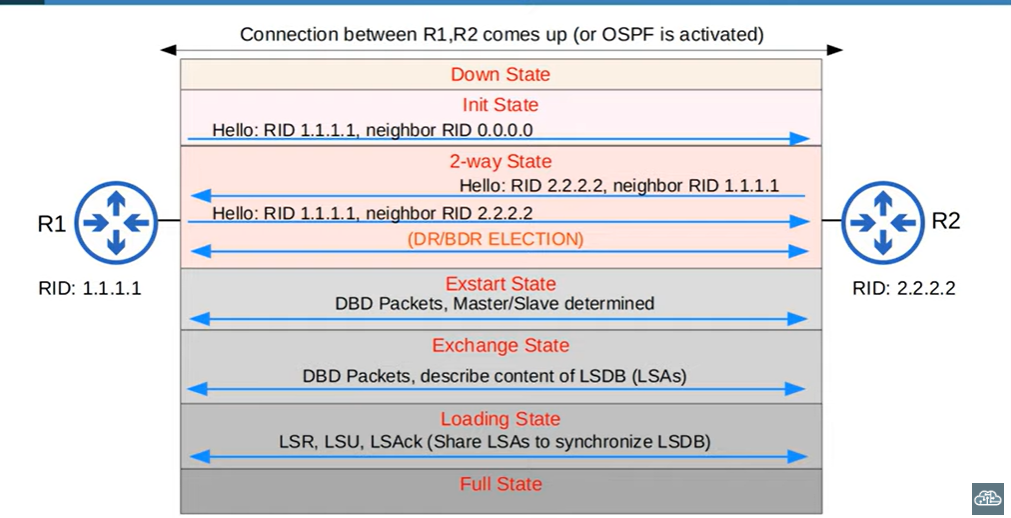 Connection between R1,R2 comes up (or OSPF is activated)
Down State
Init State
Hello: RID 1.1.1.1, neighbor RID 0.0.0.0
2-way State
Hello: RID 2.2.2.2, neighbor RID 1.1.1.1
Hello: RID 1.1.1.1, neighbor RID 2.2.2.2
(DR/BDR ELECTION)
R1
RID: 1.1.1.1
R2
RID: 2.2.2.2
Exstart State
DBD Packets, Master/Slave determined
Exchange State
DBD Packets, describe content of LSDB (LSAs)
Loading State
LSR, LSU, LSAck (Share LSAs to synchronize LSDB)
Full State